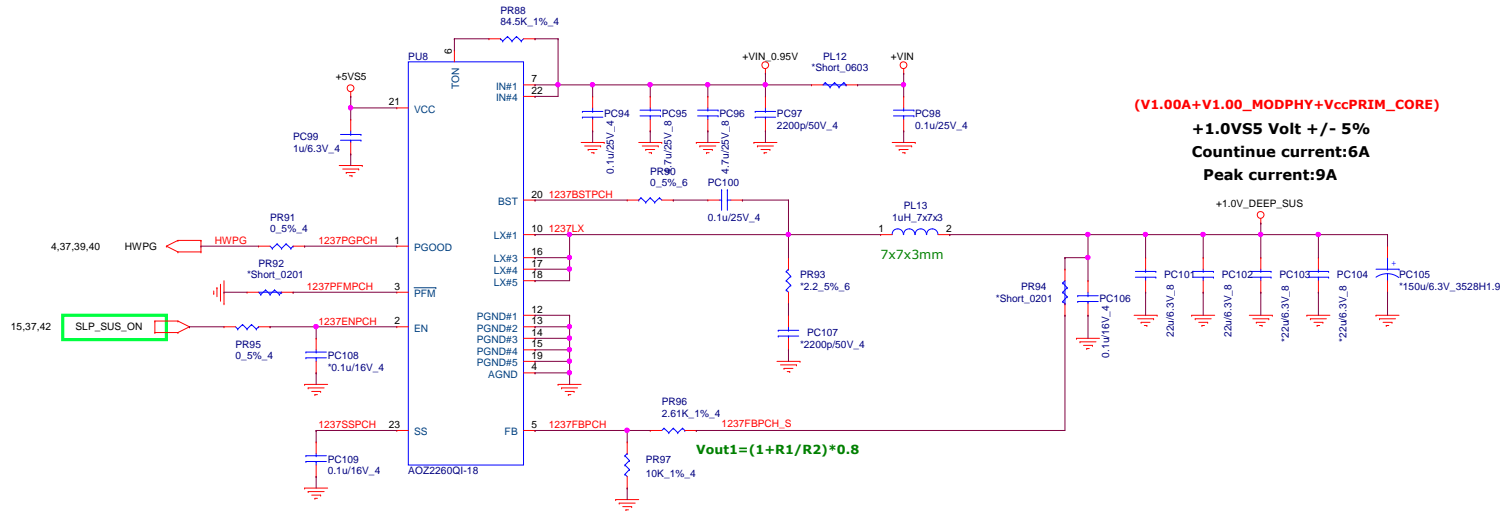 PR88
84.5K_1%_4
PU8
6
TON
+5VS5
21
VCC
PC99
1u/6.3V_4
IN#1
7
IN#4
22
+VIN_0.95V
PL12
*Short_0603
+VIN
PC94
0.1u/25V_4
PC95
4.7u/25V_8
PC96
4.7u/25V_8
PC97
2200p/50V_4
PC98
0.1u/25V_4
(V1.00A+V1.00_MODPHY+VccPRIM_CORE)
+1.0VS5 Volt +/- 5%
Countinue current:6A
Peak current:9A
+1.0V_DEEP_SUS
BST
20
1237BSTPCH
PR90
0_5%_6
PC100
0.1u/25V_4
LX#1
10
1237LX
LX#3
16
LX#4
17
LX#5
18
PL13
1uH_7x7x3
1
2
7x7x3mm
4,37,39,40
HWPG
HWPG
PR91
0_5%_4
1237PGPCH
1
PGOOD
PR92
*Short_0201
1237PFMPCH
3
PFM
15,37,42
SLP_SUS_ON
PR95
0_5%_4
1237ENPCH
2
EN
PC108
*0.1u/16V_4
PGND#1
12
PGND#2
13
PGND#3
14
PGND#4
15
PGND#5
19
AGND
4
PR93
*2.2_5%_6
PC107
*2200p/50V_4
PR94
*Short_0201
PC106
0.1u/16V_4
PC101
22u/6.3V_8
PC102
22u/6.3V_8
PC103
*22u/6.3V_8
PC104
*22u/6.3V_8
+
PC105
*150u/6.3V_3528H1.9
1237SSPCH
23
SS
PC109
0.1u/16V_4
FB
5
1237FBPCH
PR96
2.61K_1%_4
1237FBPCH_S
PR97
10K_1%_4
Vout1=(1+R1/R2)*0.8
AOZ2260QI-18